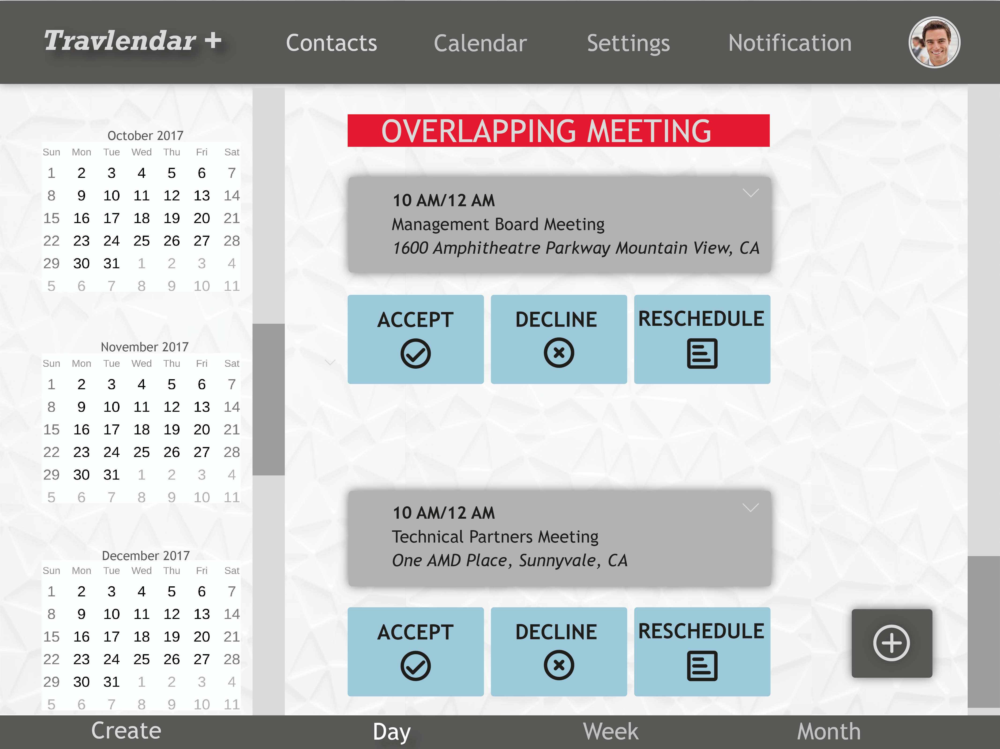 Travlendar +
Contacts
Calendar
Settings
Notification
October 2017
Sun Mon Tue Wed Thu Fri Sat
1 2 3 4 5 6 7
8 9 10 11 12 13 14
15 16 17 18 19 20 21
22 23 24 25 26 27 28
29 30 31 1 2 3 4
5 6 7 8 9 10 11
November 2017
Sun Mon Tue Wed Thu Fri Sat
1 2 3 4 5 6 7
8 9 10 11 12 13 14
15 16 17 18 19 20 21
22 23 24 25 26 27 28
29 30 31 1 2 3 4
5 6 7 8 9 10 11
December 2017
Sun Mon Tue Wed Thu Fri Sat
1 2 3 4 5 6 7
8 9 10 11 12 13 14
15 16 17 18 19 20 21
22 23 24 25 26 27 28
29 30 31 1 2 3 4
5 6 7 8 9 10 11
OVERLAPPING MEETING
10 AM/12 AM
Management Board Meeting
1600 Amphitheatre Parkway Mountain View, CA
ACCEPT
DECLINE
RESCHEDULE
10 AM/12 AM
Technical Partners Meeting
One AMD Place, Sunnyvale, CA
ACCEPT
DECLINE
RESCHEDULE
Create
Day
Week
Month